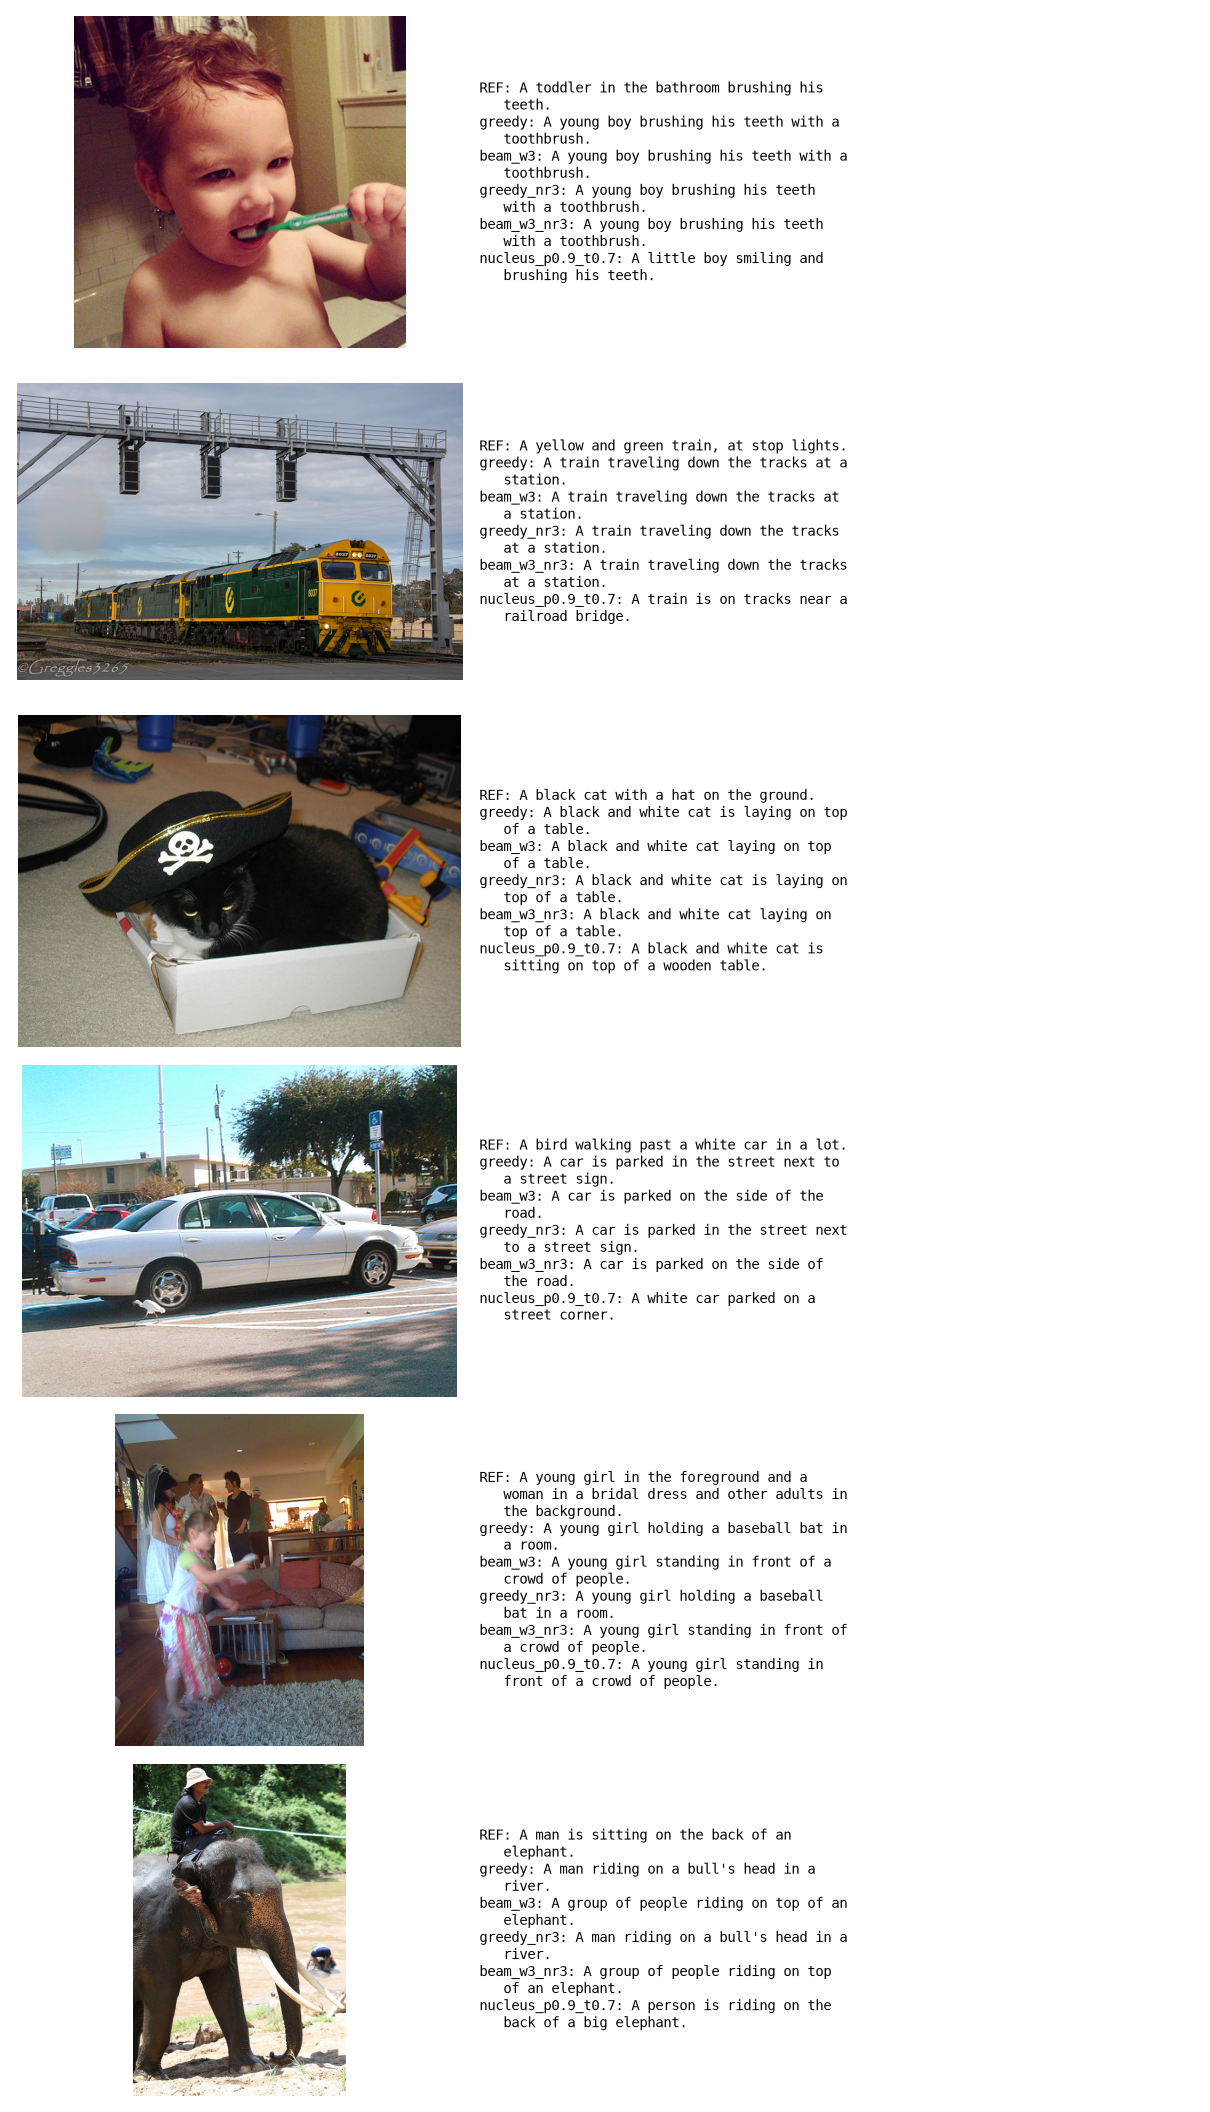 REF: A toddler in the bathroom brushing his
teeth.
greedy: A young boy brushing his teeth with a
toothbrush.
beam_w3: A young boy brushing his teeth with a
toothbrush.
greedy_nr3: A young boy brushing his teeth
with a toothbrush.
beam_w3_nr3: A young boy brushing his teeth
with a toothbrush.
nucleus_p0.9_t0.7: A little boy smiling and
brushing his teeth.
8037
8037
8037
©Greggles3265
REF: A yellow and green train, at stop lights.
greedy: A train traveling down the tracks at a
station.
beam_w3: A train traveling down the tracks at
a station.
greedy_nr3: A train traveling down the tracks
at a station.
beam_w3_nr3: A train traveling down the tracks
at a station.
nucleus_p0.9_t0.7: A train is on tracks near a
railroad bridge.
REF: A black cat with a hat on the ground.
greedy: A black and white cat is laying on top
of a table.
beam_w3: A black and white cat laying on top
of a table.
greedy_nr3: A black and white cat is laying on
top of a table.
beam_w3_nr3: A black and white cat laying on
top of a table.
nucleus_p0.9_t0.7: A black and white cat is
sitting on top of a wooden table.
REF: A bird walking past a white car in a lot.
greedy: A car is parked in the street next to
a street sign.
beam_w3: A car is parked on the side of the
road.
greedy_nr3: A car is parked in the street next
to a street sign.
beam_w3_nr3: A car is parked on the side of
the road.
nucleus_p0.9_t0.7: A white car parked on a
street corner.
REF: A young girl in the foreground and a
woman in a bridal dress and other adults in
the background.
greedy: A young girl holding a baseball bat in
a room.
beam_w3: A young girl standing in front of a
crowd of people.
greedy_nr3: A young girl holding a baseball
bat in a room.
beam_w3_nr3: A young girl standing in front of
a crowd of people.
nucleus_p0.9_t0.7: A young girl standing in
front of a crowd of people.
REF: A man is sitting on the back of an
elephant.
greedy: A man riding on a bull's head in a
river.
beam_w3: A group of people riding on top of an
elephant.
greedy_nr3: A man riding on a bull's head in a
river.
beam_w3_nr3: A group of people riding on top
of an elephant.
nucleus_p0.9_t0.7: A person is riding on the
back of a big elephant.